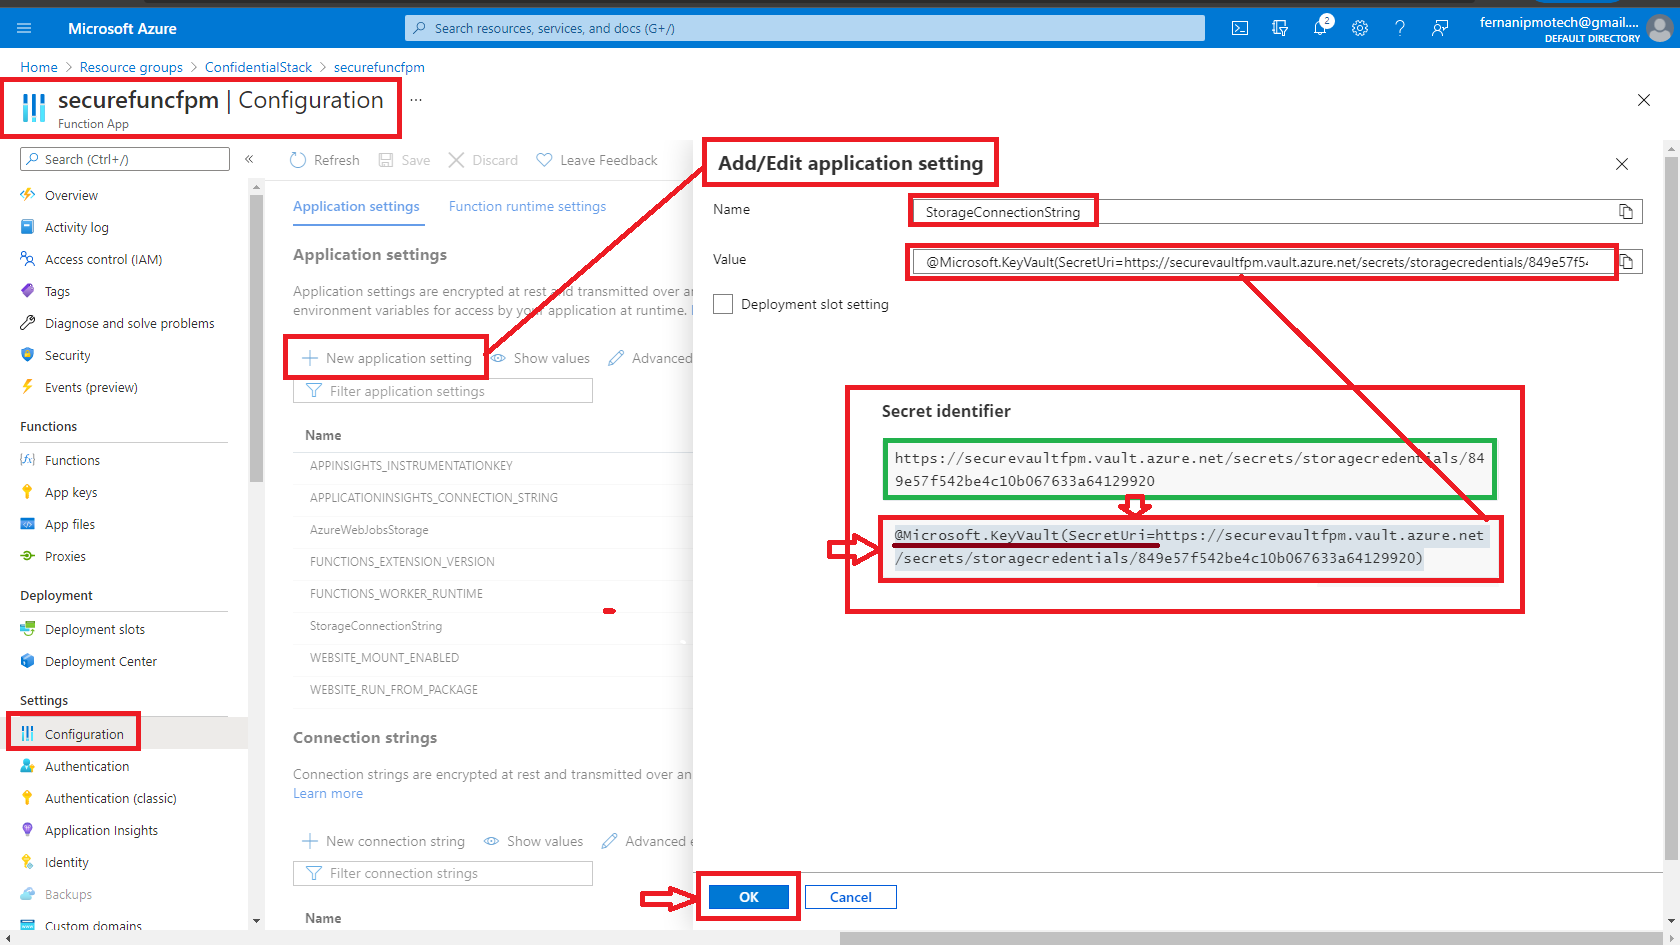 Microsoft Azure
Search resources, services, and docs (G+/)
2
fernanipmotech@gmail....
DEFAULT DIRECTORY
Home > Resource groups > ConfidentialStack > securefuncfpm
securefuncfpm | Configuration ...
Function App
Search (Ctrl+/)
«
Overview
Activity log
Access control (IAM)
Tags
Diagnose and solve problems
Security
Events (preview)
Functions
Functions
App keys
App files
Proxies
Deployment
Deployment slots
Deployment Center
Settings
Configuration
Authentication
Authentication (classic)
Application Insights
Identity
Backups
Custom domains
Refresh Save Discard Leave Feedback
Application settings Function runtime settings
Application settings
Application settings are encrypted at rest and transmitted over an
environment variables for access by your application at runtime.
New application setting Show values Advanced
Filter application settings
Name
APPINSIGHTS_INSTRUMENTATIONKEY
APPLICATIONINSIGHTS_CONNECTION_STRING
AzureWebJobsStorage
FUNCTIONS_EXTENSION_VERSION
FUNCTIONS_WORKER_RUNTIME
StorageConnectionString
WEBSITE_MOUNT_ENABLED
WEBSITE_RUN_FROM_PACKAGE
Connection strings
Connection strings are encrypted at rest and transmitted over an
Learn more
New connection string Show values Advanced e
Filter connection strings
Name
Add/Edit application setting
Name
StorageConnectionString
Value
@Microsoft.KeyVault(SecretUri=https://securevaultfpm.vault.azure.net/secrets/storagecredentials/849e57f54
Deployment slot setting
Secret identifier
https://securevaultfpm.vault.azure.net/secrets/storagecredentials/84
9e57f542be4c10b067633a64129920
@Microsoft.KeyVault(SecretUri=https://securevaultfpm.vault.azure.net
/secrets/storagecredentials/849e57f542be4c10b067633a64129920)
OK
Cancel